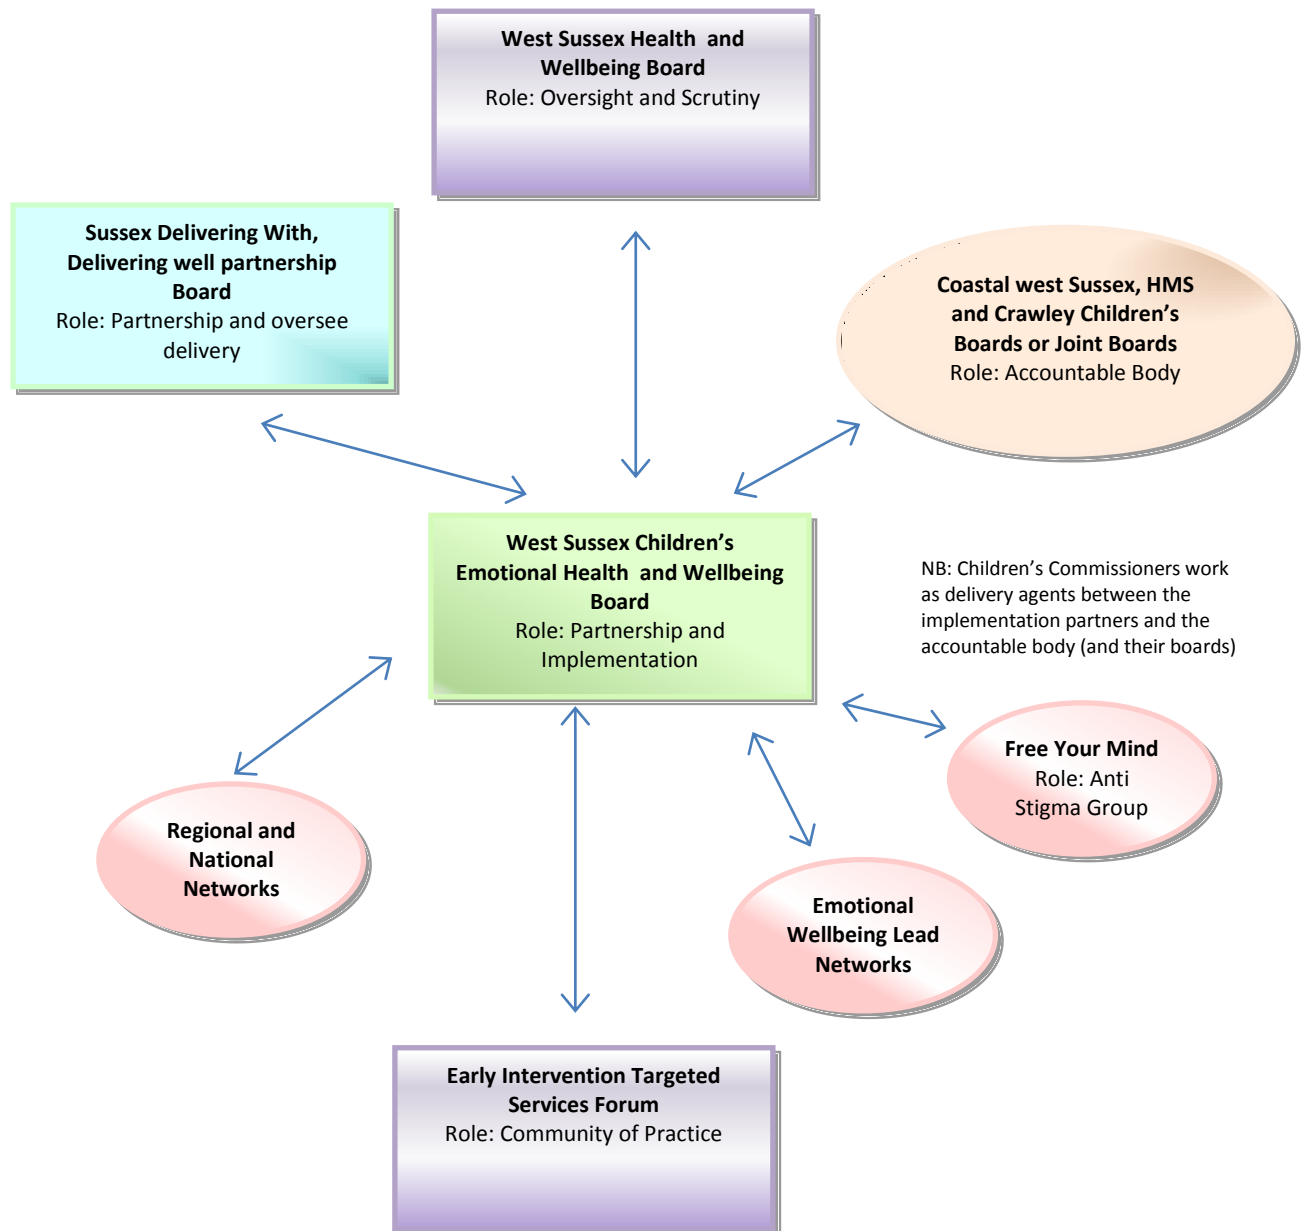 West Sussex Health and
Wellbeing Board
Role: Oversight and Scrutiny
Sussex Delivering With,
Delivering well partnership
Board
Role: Partnership and oversee
delivery
Coastal west Sussex, HMS
and Crawley Children’s
Boards or Joint Boards
Role: Accountable Body
West Sussex Children’s
Emotional Health and Wellbeing
Board
Role: Partnership and
Implementation
NB: Children’s Commissioners work
as delivery agents between the
implementation partners and the
accountable body (and their boards)
Free Your Mind
Role: Anti
Stigma Group
Regional and
National
Networks
Emotional
Wellbeing Lead
Networks
Early Intervention Targeted
Services Forum
Role: Community of Practice